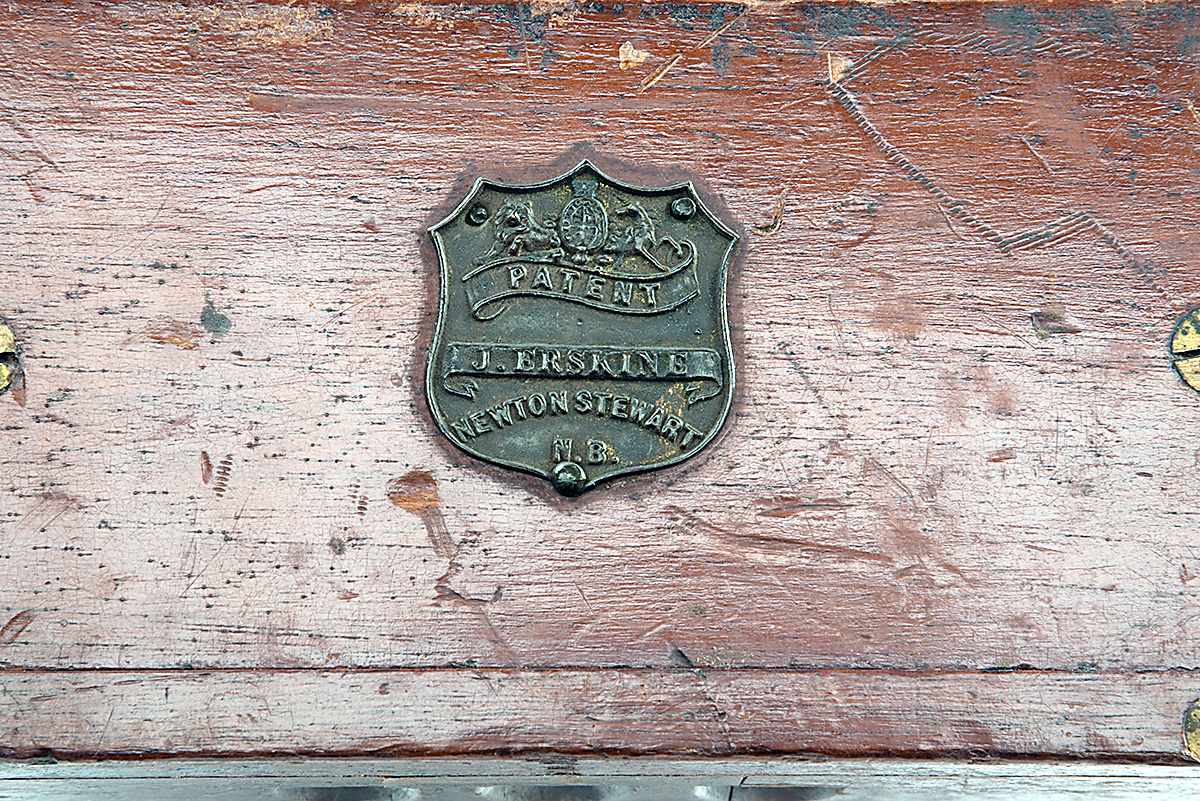 PATENT
J. ERSKINE
NEWTON STEWART
N.B.